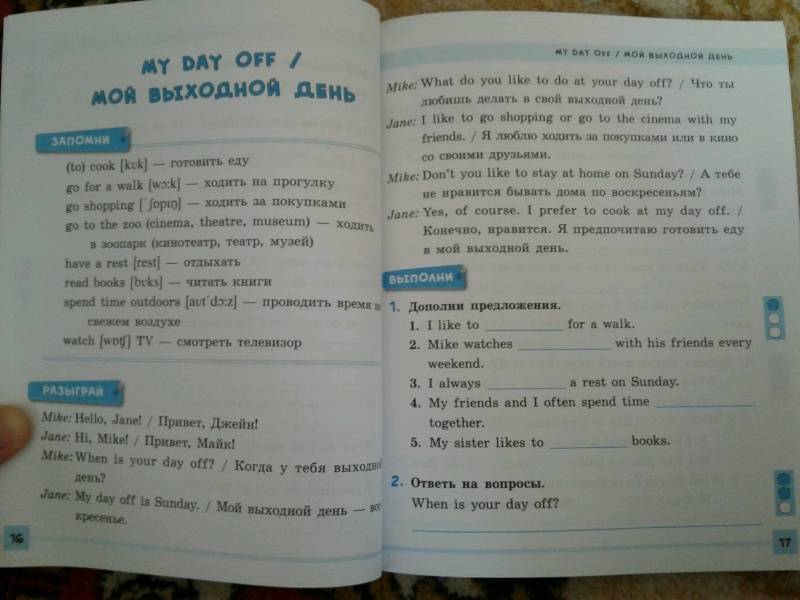 MY DAY OFF /
МОЙ ВЫХОДНОЙ ДЕНЬ
ЗАПОМНИ
(to) cook [kʊk] — готовить еду
go for a walk [wɔ:k] — ходить на прогулку
go shopping [ˈʃɒpɪŋ] — ходить за покупками
go to the zoo (cinema, theatre, museum) — ходить
в зоопарк (кинотеатр, театр, музей)
have a rest [rest] — отдыхать
read books [bʊks] — читать книги
spend time outdoors [aʊtˈdɔ:z] — проводить время на
свежем воздухе
watch [wɒtʃ] TV — смотреть телевизор
РАЗЫГРАЙ
Mike: Hello, Jane! / Привет, Джейн!
Jane: Hi, Mike! / Привет, Майк!
Mike: When is your day off? / Когда у тебя выходной
день?
Jane: My day off is Sunday. / Мой выходной день — вос-
кресенье.
16
MY DAY OFF / МОЙ ВЫХОДНОЙ ДЕНЬ
Mike: What do you like to do at your day off? / Что ты
любишь делать в свой выходной день?
Jane: I like to go shopping or go to the cinema with my
friends. / Я люблю ходить за покупками или в кино
со своими друзьями.
Mike: Don't you like to stay at home on Sunday? / А тебе
не нравится бывать дома по воскресеньям?
Jane: Yes, of course. I prefer to cook at my day off. /
Конечно, нравится. Я предпочитаю готовить еду
в мой выходной день.
ВЫПОЛНИ
1. Дополни предложения.
1. I like to ___ for a walk.
2. Mike watches ___ with his friends every
weekend.
3. I always ___ a rest on Sunday.
4. My friends and I often spend time ___
together.
5. My sister likes to ___ books.
2. Ответь на вопросы.
When is your day off?
17